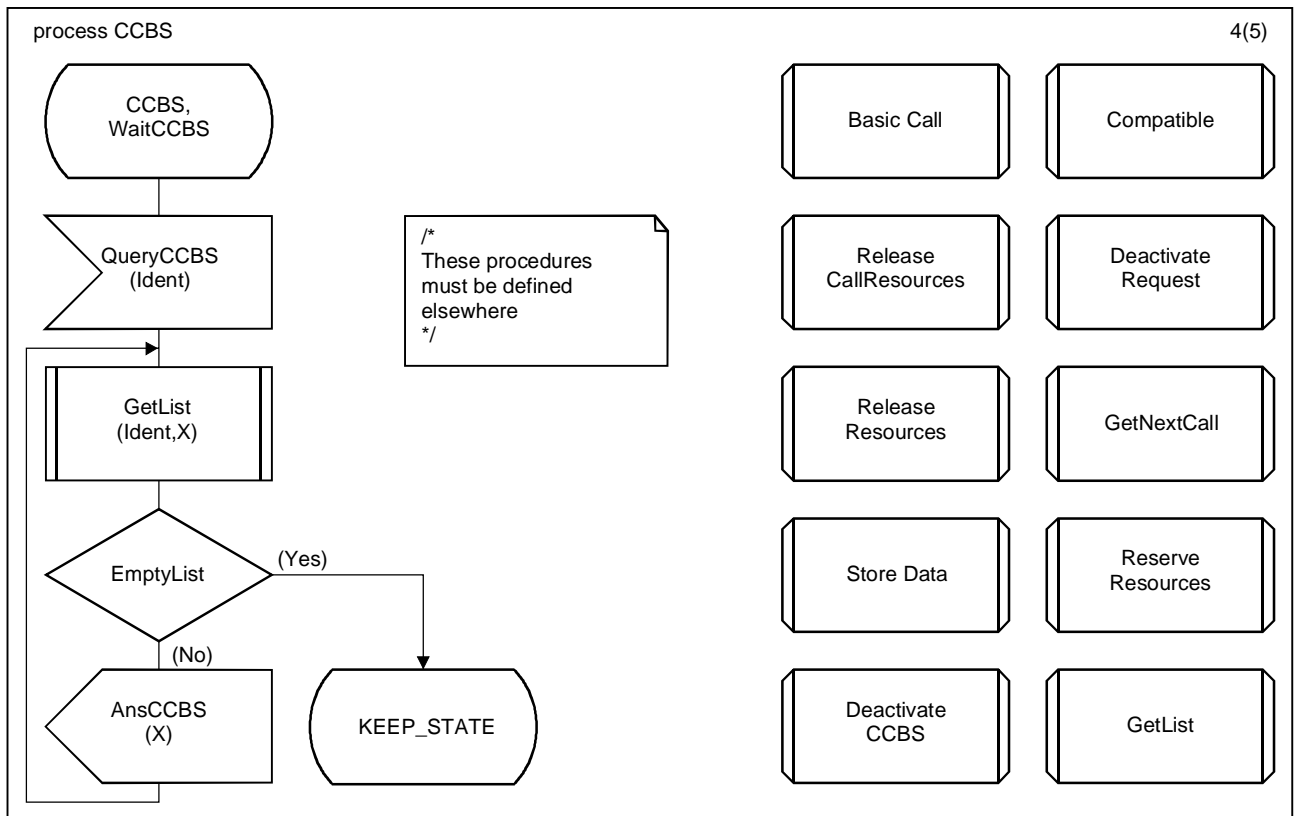 process CCBS
4(5)
CCBS,
WaitCCBS
QueryCCBS
(Ident)
GetList
(Ident,X)
EmptyList
(Yes)
(No)
AnsCCBS
(X)
KEEP_STATE
/*
These procedures
must be defined
elsewhere
*/
Basic Call
Compatible
Release
CallResources
Deactivate
Request
Release
Resources
GetNextCall
Store Data
Reserve
Resources
Deactivate
CCBS
GetList